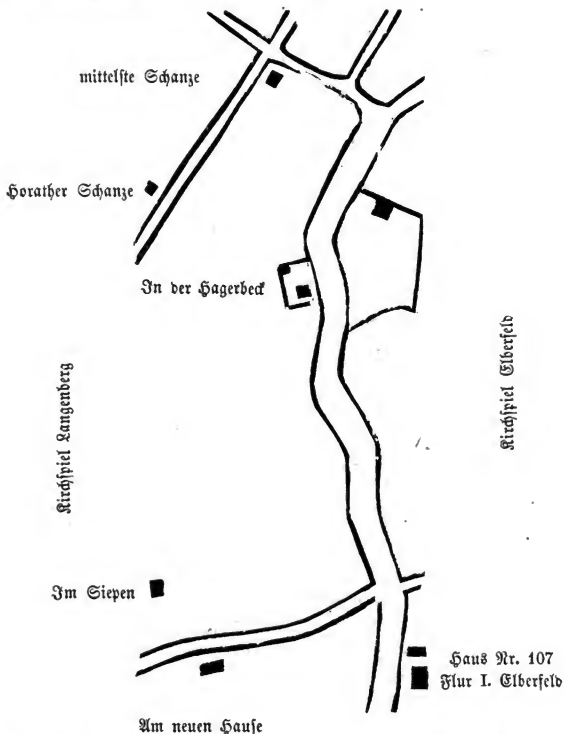 mittelste Schanze
Horather Schanze
In der Hagerbeck
Kirchspiel Langenberg
Kirchspiel Elberfeld
Im Siepen
Haus Nr. 107
Flur I. Elberfeld
Am neuen Hause